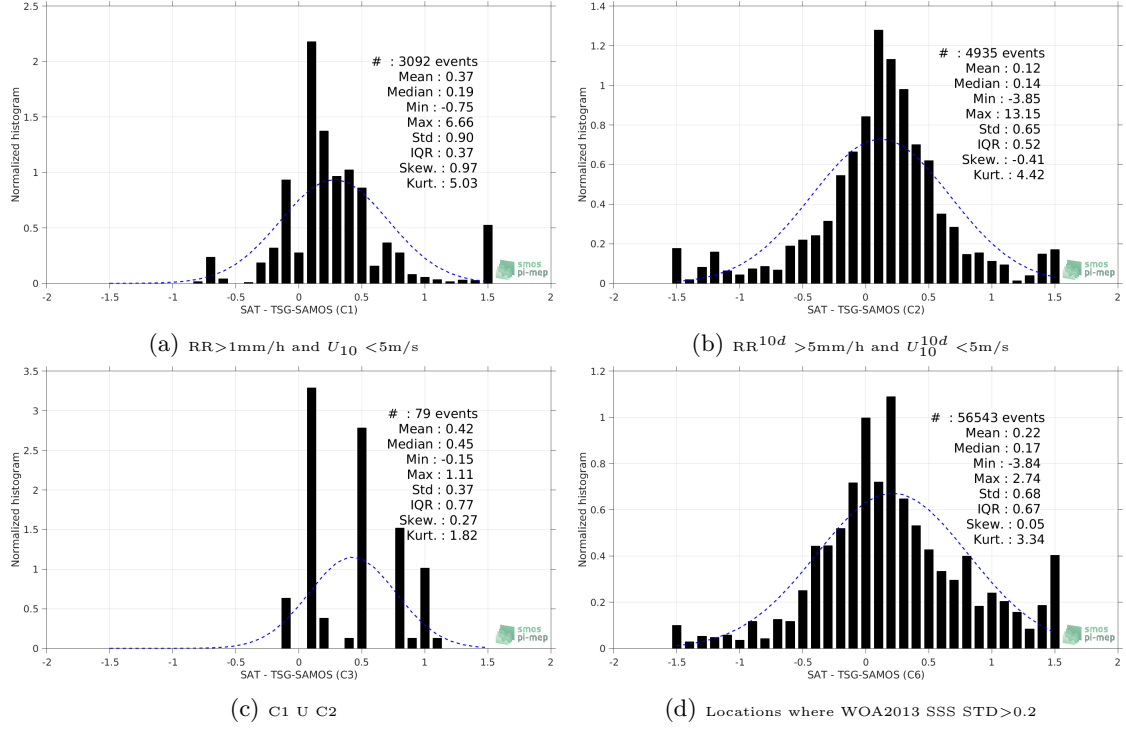 2.5
2
1.5
1
0.5
0
-2 -1.5 -1 -0.5 0 0.5 1 1.5 2
Normalized histogram
SAT - TSG-SAMOS (C1)
# : 3092 events
Mean : 0.37
Median : 0.19
Min : -0.75
Max : 6.66
Std : 0.90
IQR : 0.37
Skew. : 0.97
Kurt. : 5.03
smos
pi-mep
(a) RR>1mm/h and U10 <5m/s
1.4
1.2
1
0.8
0.6
0.4
0.2
0
-2 -1.5 -1 -0.5 0 0.5 1 1.5 2
Normalized histogram
SAT - TSG-SAMOS (C2)
# : 4935 events
Mean : 0.12
Median : 0.14
Min : -3.85
Max : 13.15
Std : 0.65
IQR : 0.52
Skew. : -0.41
Kurt. : 4.42
smos
pi-mep
(b) RR10d >5mm/h and U10 10d <5m/s
3.5
3
2.5
2
1.5
1
0.5
0
-2 -1.5 -1 -0.5 0 0.5 1 1.5 2
Normalized histogram
SAT - TSG-SAMOS (C3)
# : 79 events
Mean : 0.42
Median : 0.45
Min : -0.15
Max : 1.11
Std : 0.37
IQR : 0.77
Skew. : 0.27
Kurt. : 1.82
smos
pi-mep
(c) C1 U C2
1.2
1
0.8
0.6
0.4
0.2
0
-2 -1.5 -1 -0.5 0 0.5 1 1.5 2
Normalized histogram
SAT - TSG-SAMOS (C6)
# : 56543 events
Mean : 0.22
Median : 0.17
Min : -3.84
Max : 2.74
Std : 0.68
IQR : 0.67
Skew. : 0.05
Kurt. : 3.34
smos
pi-mep
(d) Locations where WOA2013 SSS STD>0.2